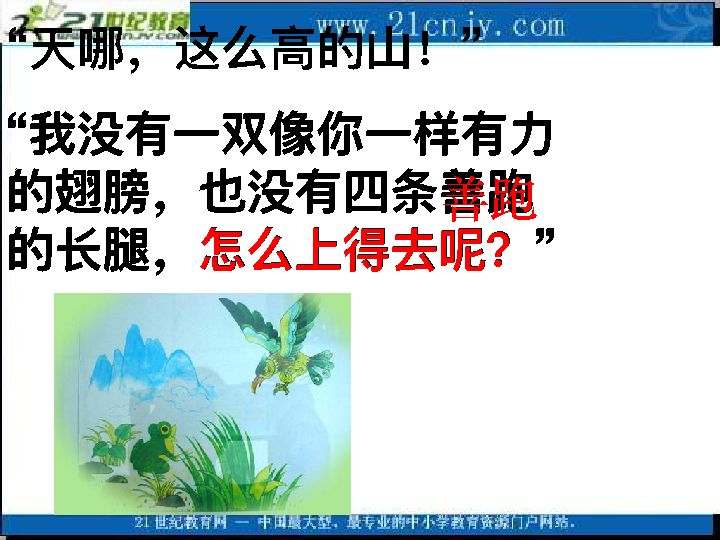 21世纪教育
www.21cnjy.com
“天哪，这么高的山！”
“我没有一双像你一样有力
的翅膀，也没有四条善跑
善跑
的长腿，怎么上得去呢？”
21世纪教育网 -- 中国最大型、最专业的中小学教育资源门户网站.